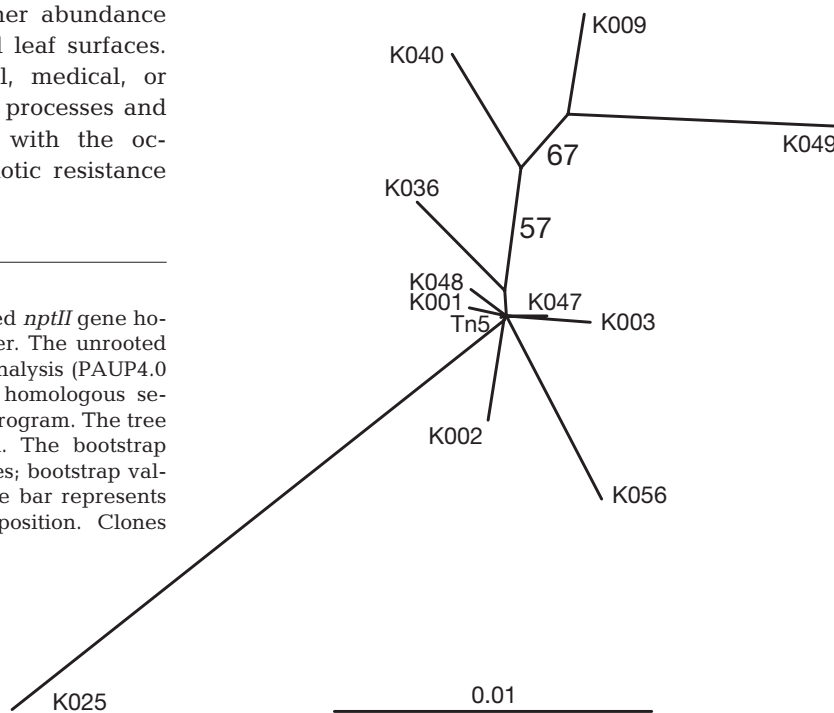 ner abundance
l leaf surfaces.
l, medical, or
processes and
with the oc-
otic resistance
ed nptII gene ho-
er. The unrooted
nalysis (PAUP4.0
homologous se-
rogram. The tree
. The bootstrap
es; bootstrap val-
e bar represents
position. Clones
K009
K040
K049
67
K036
57
K048
K001
K047
Tn5
K003
K002
K056
K025
0.01